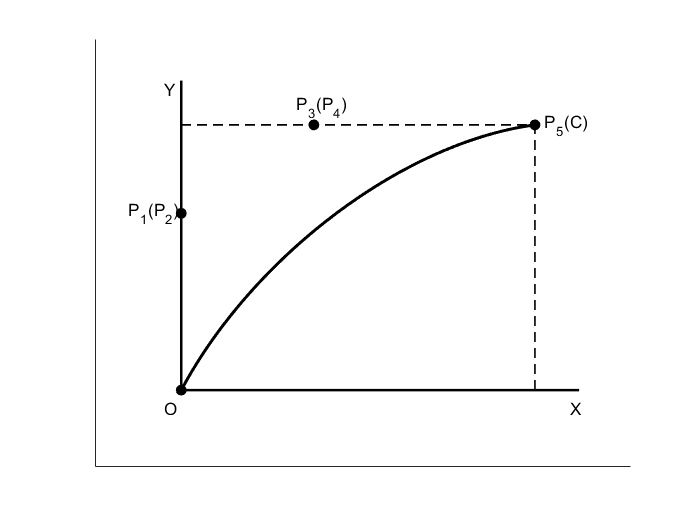 Y
P3(P4)
P5(C)
P1(P2)
O
X